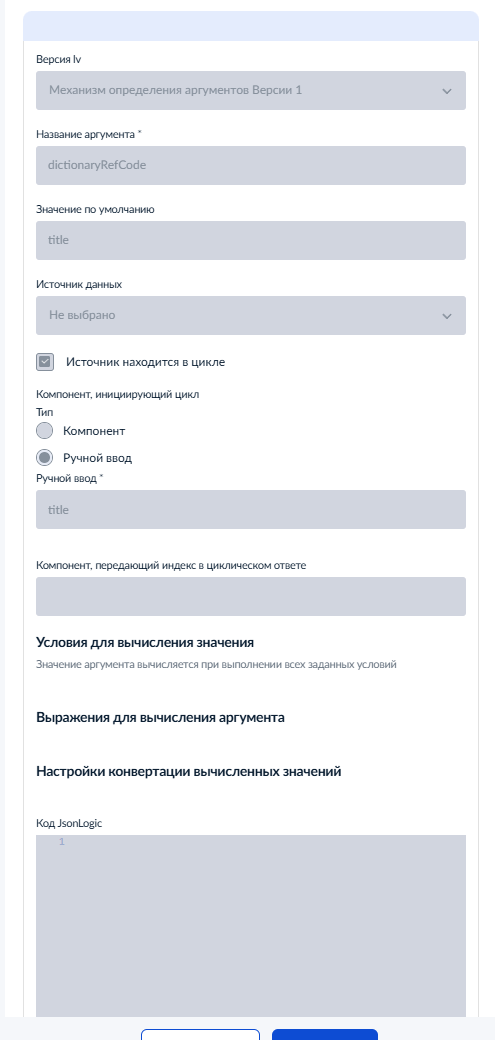 Версия lv
Механизм определения аргументов Версии 1
Название аргумента *
dictionaryRefCode
Значение по умолчанию
title
Источник данных
Не выбрано
Источник находится в цикле
Компонент, инициирующий цикл
Тип
Компонент
Ручной ввод
Ручной ввод *
title
Компонент, передающий индекс в циклическом ответе
Условия для вычисления значения
Значение аргумента вычисляется при выполнении всех заданных условий
Выражения для вычисления аргумента
Настройки конвертации вычисленных значений
Код JsonLogic
1